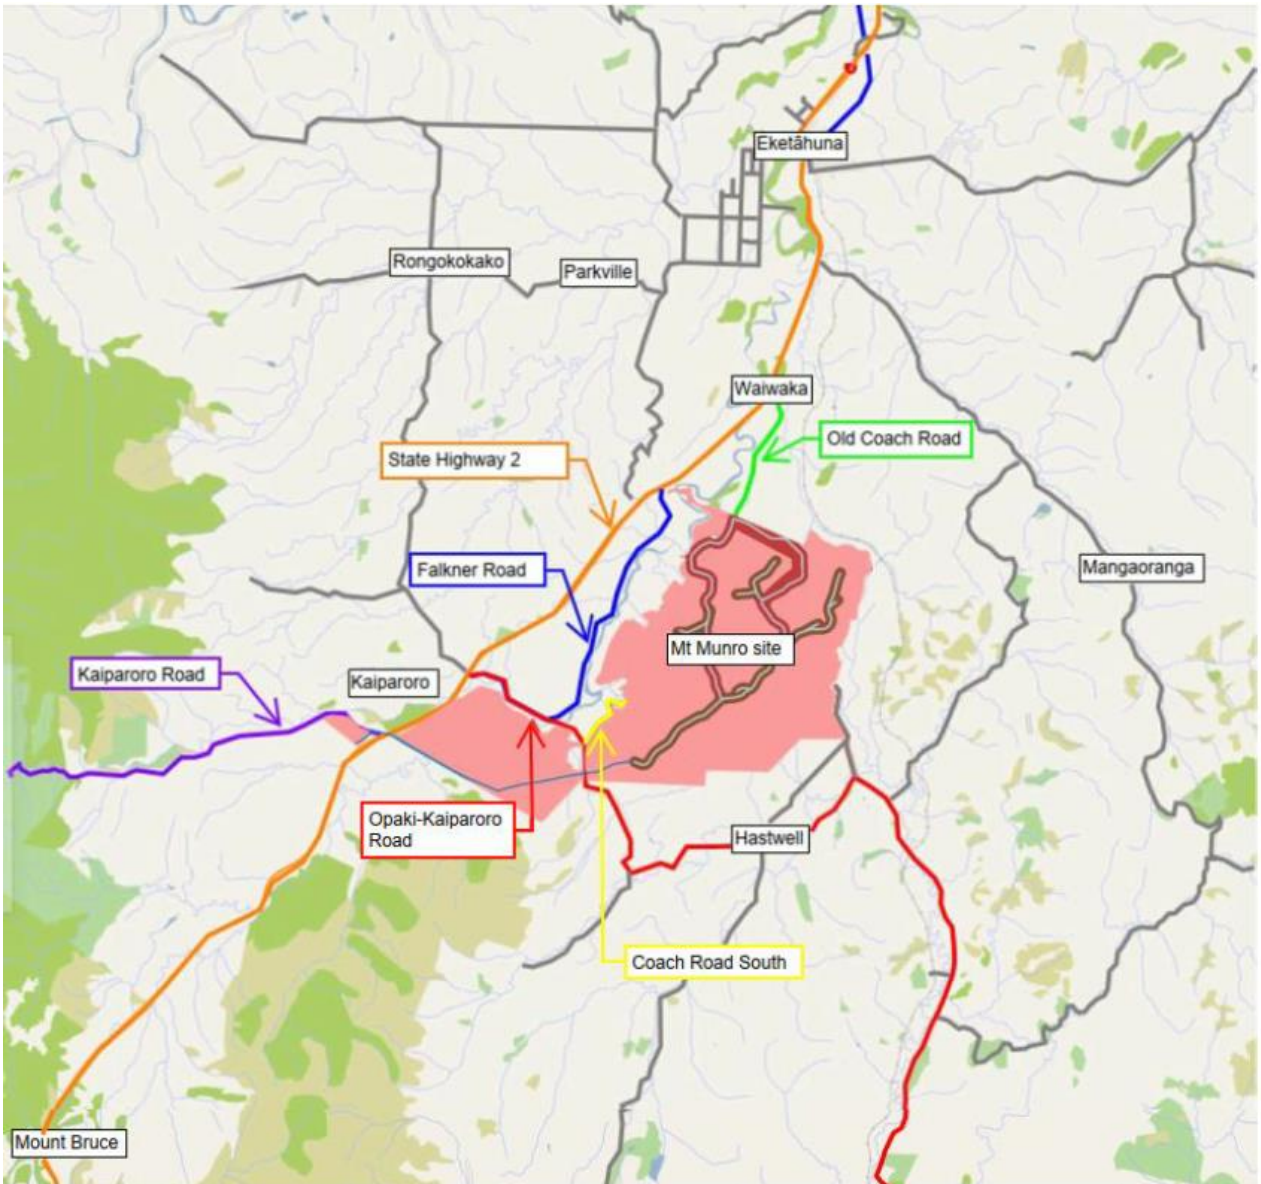 Eketāhuna
Rongokokako
Parkville
Waiwaka
Old Coach Road
State Highway 2
Falkner Road
Mangaoranga
Mt Munro site
Kaiparoro Road
Kaiparoro
Opaki-Kaiparoro
Road
Hastwell
Coach Road South
Mount Bruce